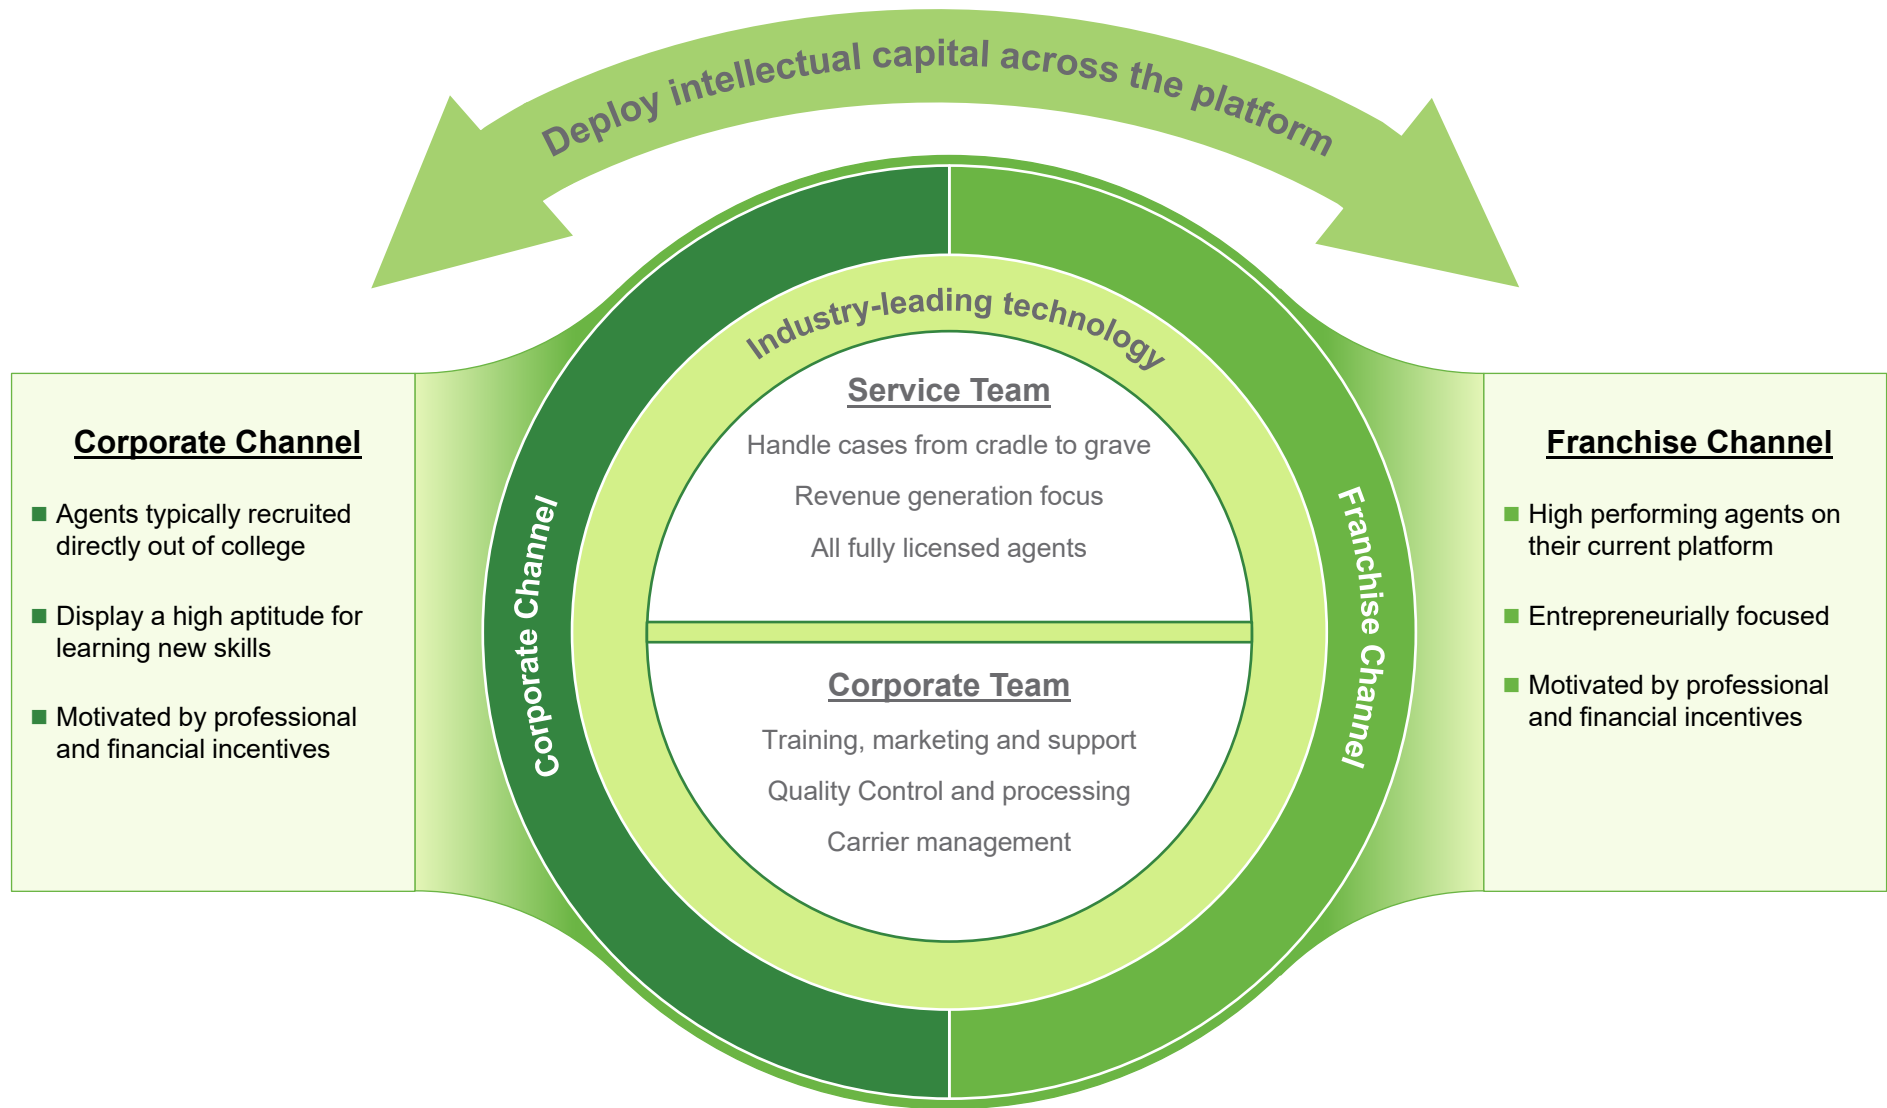 Deploy intellectual capital across the platform
Industry-leading technology
Corporate Channel
Agents typically recruited
directly out of college
Display a high aptitude for
learning new skills
Motivated by professional
and financial incentives
Corporate Channel
Service Team
Handle cases from cradle to grave
Revenue generation focus
All fully licensed agents
Corporate Team
Training, marketing and support
Quality Control and processing
Carrier management
Franchise Channel
Franchise Channel
High performing agents on
their current platform
Entrepreneurially focused
Motivated by professional
and financial incentives